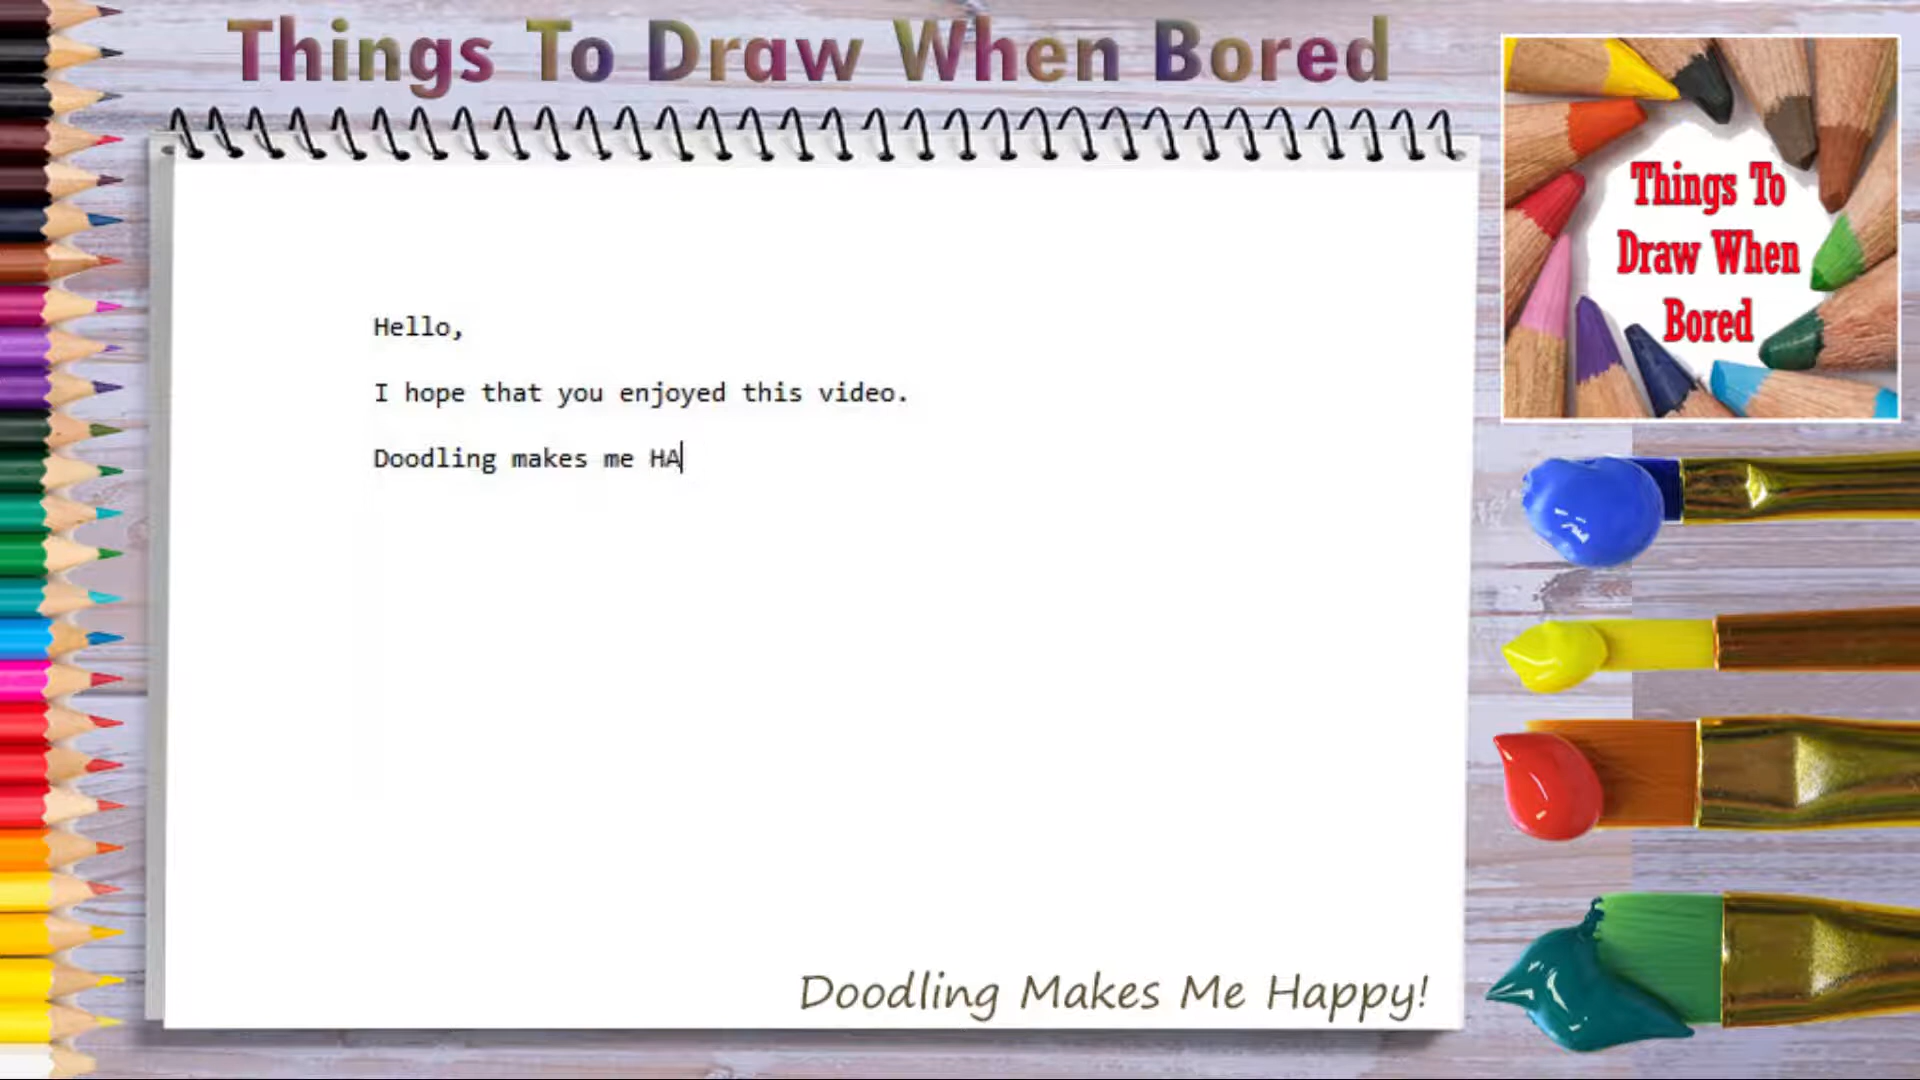 Things To Draw When Bored
Things To
Draw When
Bored
Hello,
I hope that you enjoyed this video.
Doodling makes me HA
Doodling Makes Me Happy!